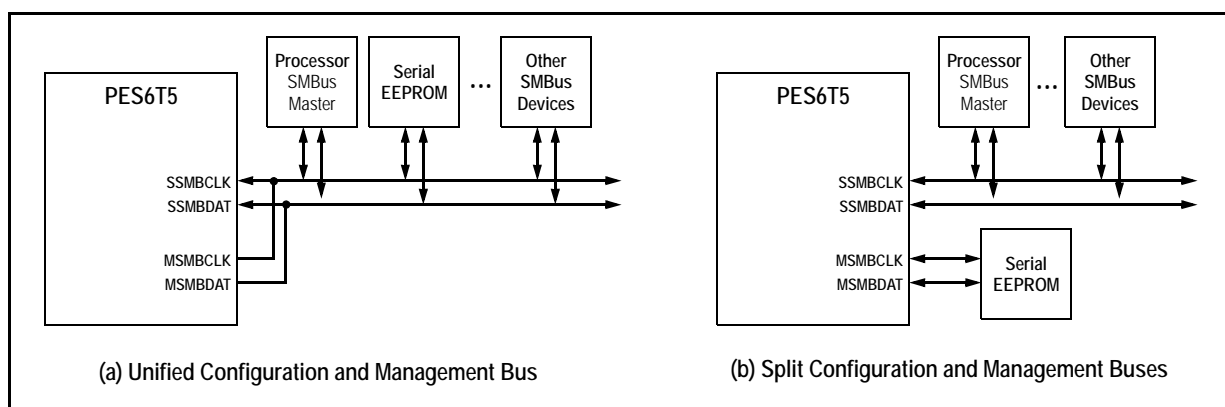 PES6T5
Processor
SMBus
Master
Serial
EEPROM
...
Other
SMBus
Devices
SSMBCLK
SSMBDAT
MSMBCLK
MSMBDAT
(a) Unified Configuration and Management Bus
PES6T5
Processor
SMBus
Master
...
Other
SMBus
Devices
SSMBCLK
SSMBDAT
MSMBCLK
MSMBDAT
Serial
EEPROM
(b) Split Configuration and Management Buses